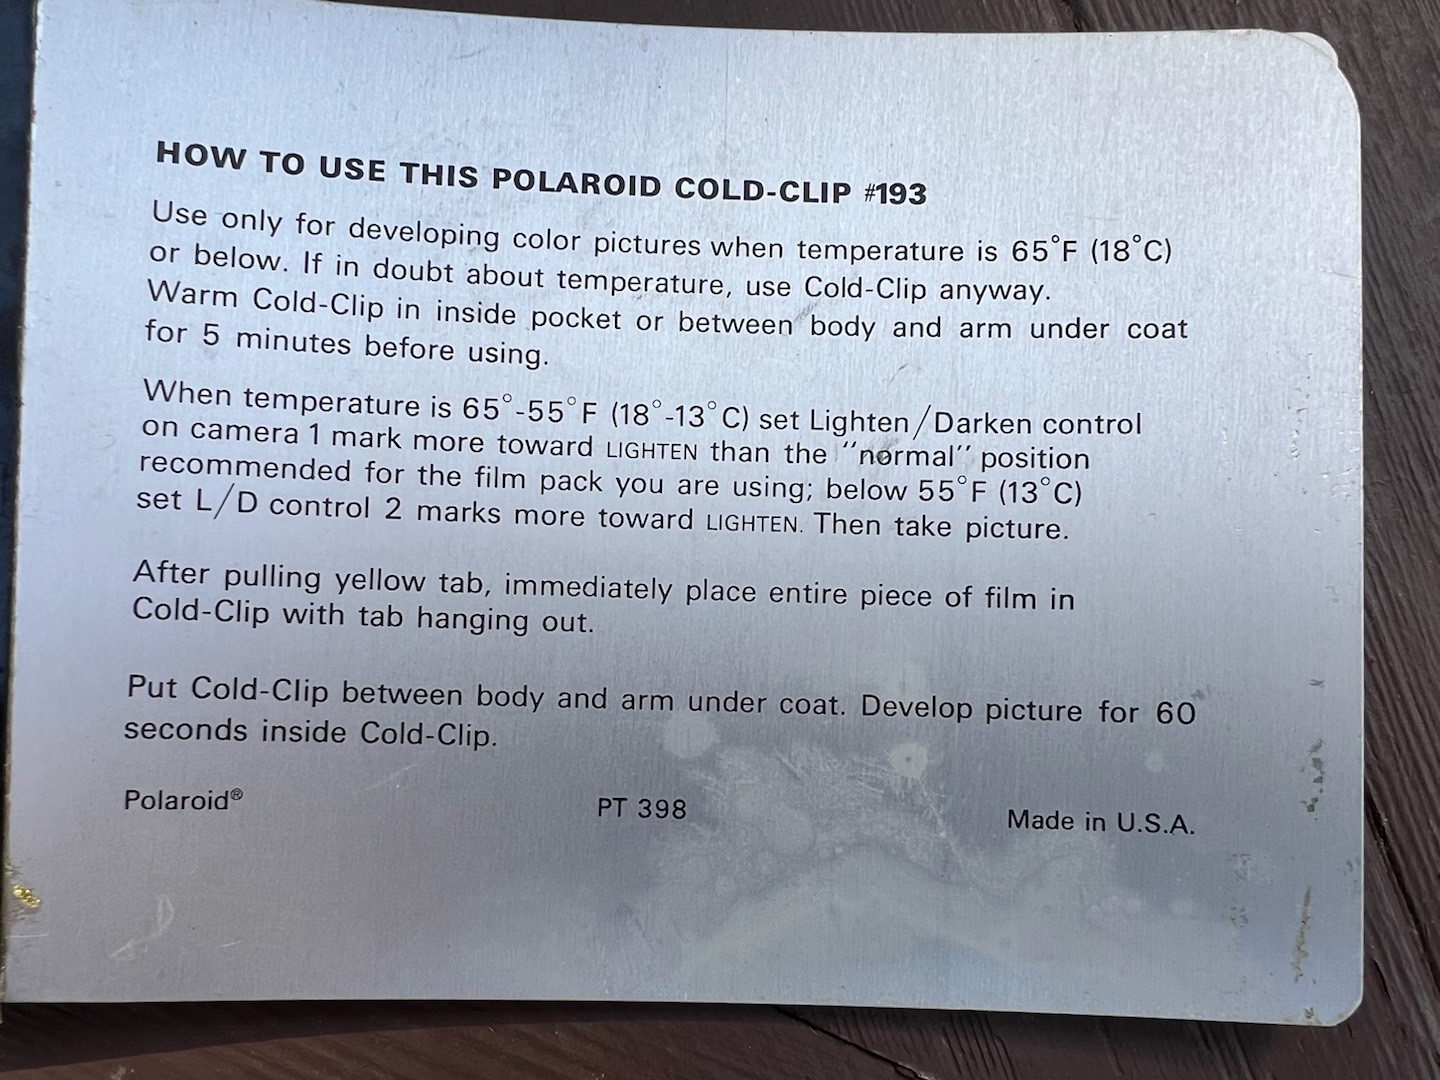 HOW TO USE THIS POLAROID COLD-CLIP #193
Use only for developing color pictures when temperature is 65°F (18°C)
or below. If in doubt about temperature, use Cold-Clip anyway.
Warm Cold-Clip in inside pocket or between body and arm under coat
for 5 minutes before using.
When temperature is 65°-55°F (18°-13°C) set Lighten/Darken control
on camera 1 mark more toward LIGHTEN than the "normal" position
recommended for the film pack you are using; below 55°F (13°C)
set L/D control 2 marks more toward LIGHTEN. Then take picture.
After pulling yellow tab, immediately place entire piece of film in
Cold-Clip with tab hanging out.
Put Cold-Clip between body and arm under coat. Develop picture for 60
seconds inside Cold-Clip.
Polaroid® PT 398 Made in U.S.A.